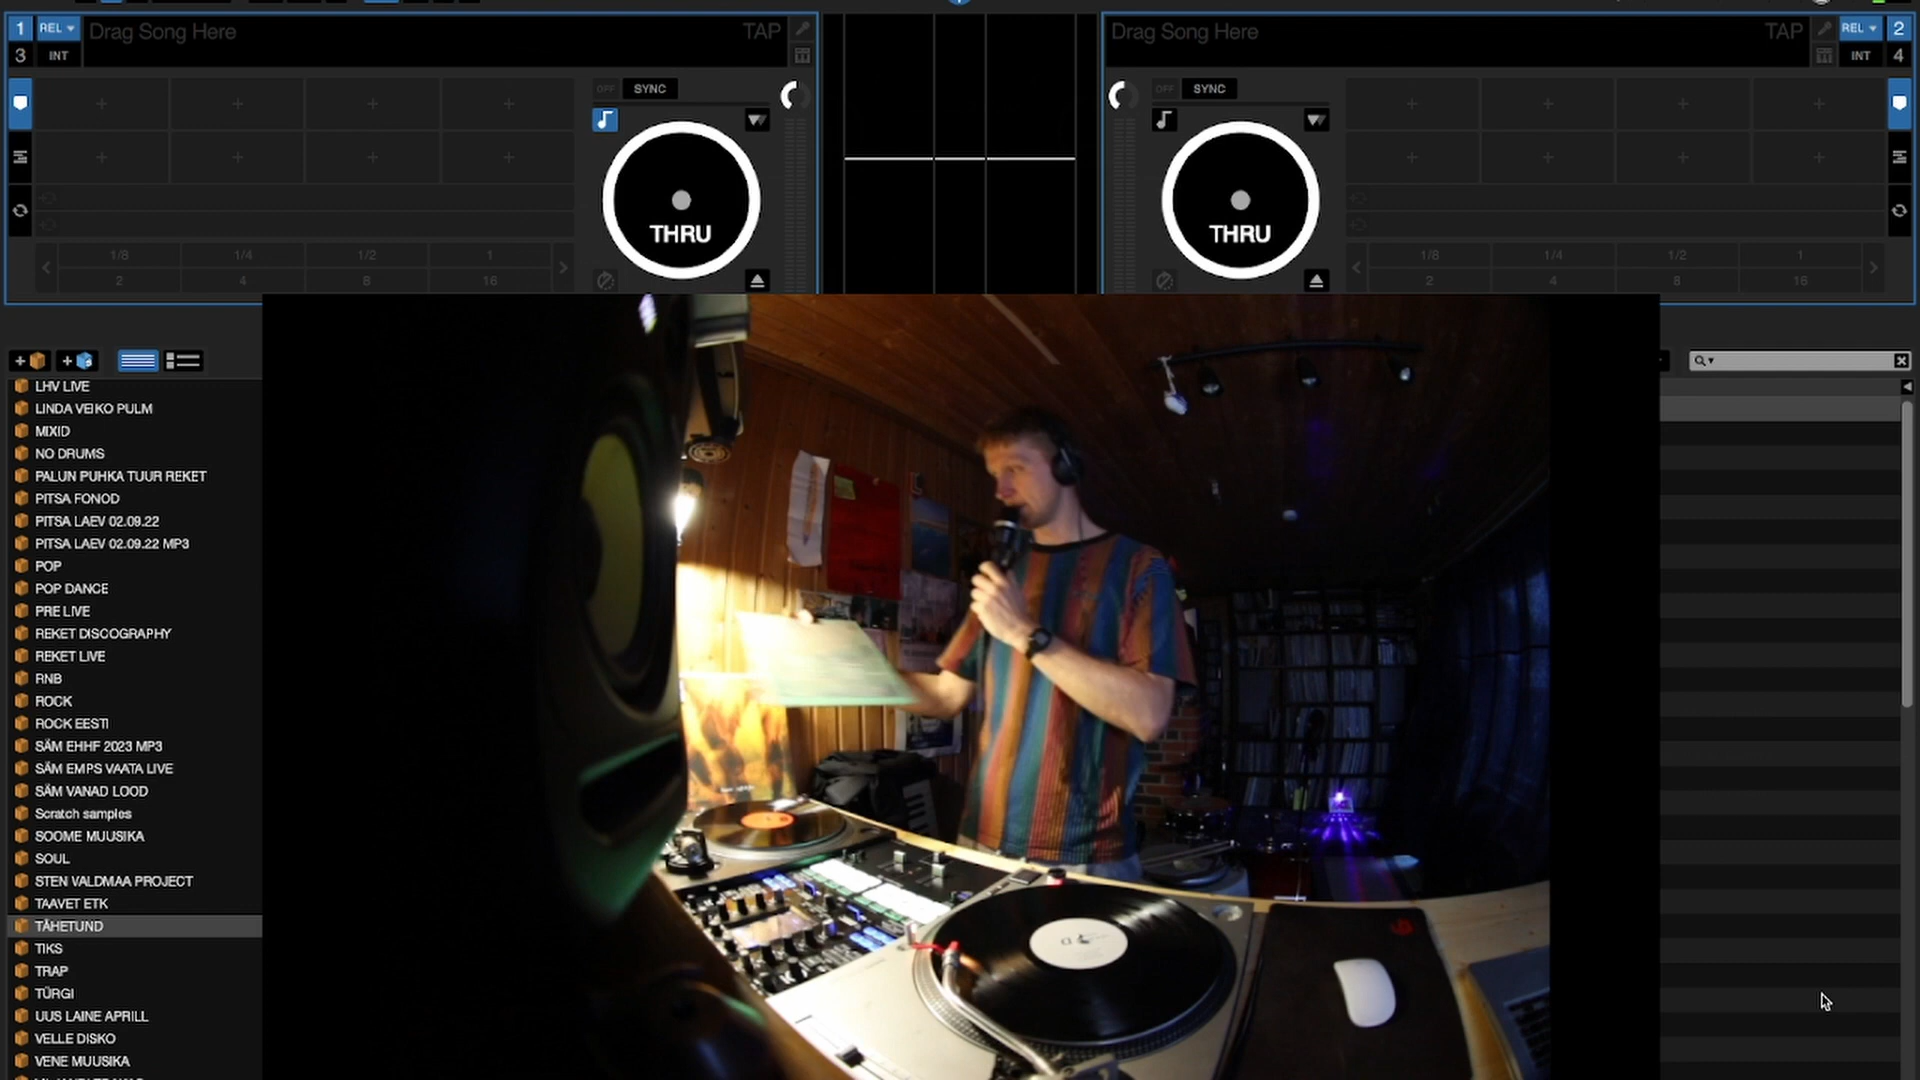 1 REL Drag Song Here TAP
3 INT
OFF SYNC
THRU
1/8 1/4 1/2 1
2 4 8 16
Drag Song Here TAP REL 2
INT 4
OFF SYNC
THRU
1/8 1/4 1/2 1
2 4 8 16
LHV LIVE
LINDA VEIKO PULM
MIXID
NO DRUMS
PALUN PUHKA TUUR REKET
PITSA FONOD
PITSA LAEV 02.09.22
PITSA LAEV 02.09.22 MP3
POP
POP DANCE
PRE LIVE
REKET DISCOGRAPHY
REKET LIVE
RNB
ROCK
ROCK EESTI
SÄM EHHF 2023 MP3
SÄM EMPS VAATA LIVE
SÄM VANAD LOOD
Scratch samples
SOOME MUUSIKA
SOUL
STEN VALDMAA PROJECT
TAAVET ETK
TÄHETUND
TIKS
TRAP
TÜRGI
UUS LAINE APRILL
VELLE DISKO
VENE MUUSIKA